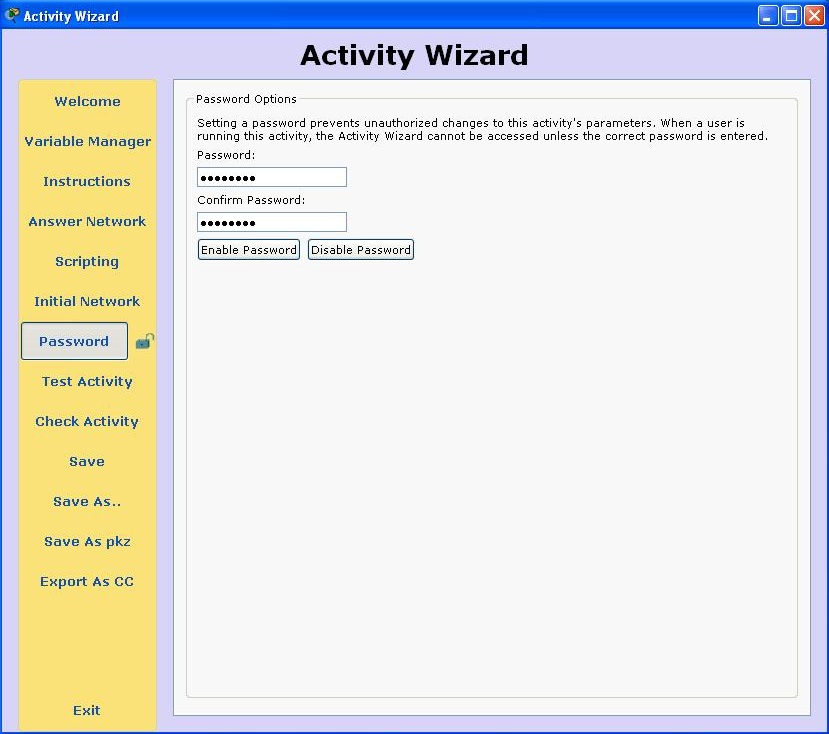 Activity Wizard
Activity Wizard
Welcome
Variable Manager
Instructions
Answer Network
Scripting
Initial Network
Password
Test Activity
Check Activity
Save
Save As..
Save As pkz
Export As CC
Exit
Password Options
Setting a password prevents unauthorized changes to this activity's parameters. When a user is
running this activity, the Activity Wizard cannot be accessed unless the correct password is entered.
Password:
●●●●●●●●
Confirm Password:
●●●●●●●●
Enable Password Disable Password